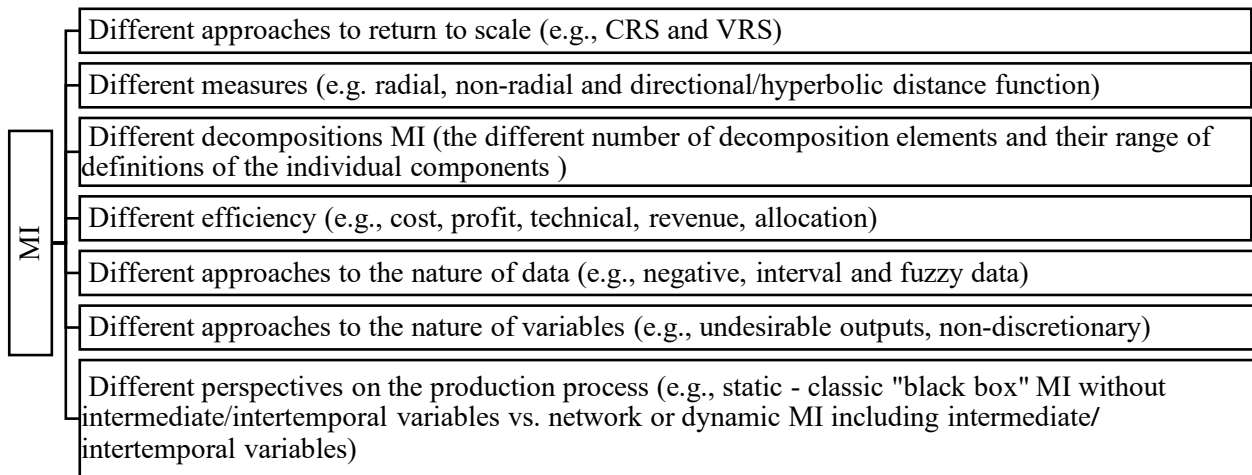 MI
Different approaches to return to scale (e.g., CRS and VRS)
Different measures (e.g. radial, non-radial and directional/hyperbolic distance function)
Different decompositions MI (the different number of decomposition elements and their range of
definitions of the individual components )
Different efficiency (e.g., cost, profit, technical, revenue, allocation)
Different approaches to the nature of data (e.g., negative, interval and fuzzy data)
Different approaches to the nature of variables (e.g., undesirable outputs, non-discretionary)
Different perspectives on the production process (e.g., static - classic "black box" MI without
intermediate/intertemporal variables vs. network or dynamic MI including intermediate/
intertemporal variables)